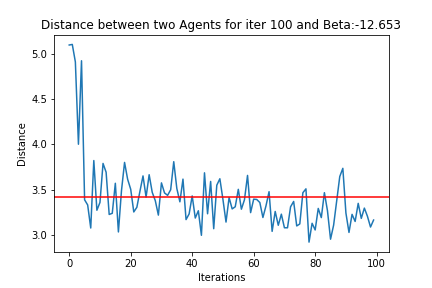 Distance between two Agents for iter 100 and Beta:-12.653
5.0
4.5
4.0
3.5
3.0
Distance
0 20 40 60 80 100
Iterations